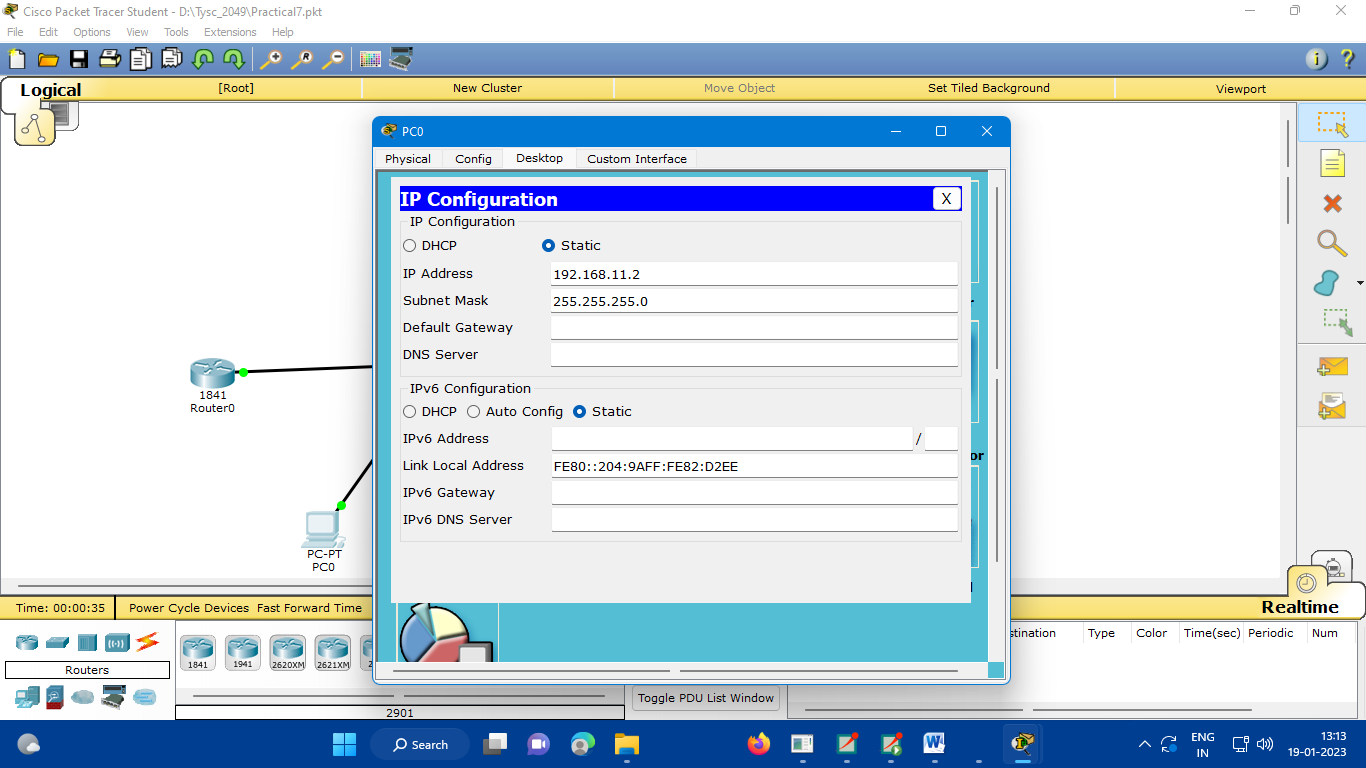 Cisco Packet Tracer Student - D:\Tysc_2049\Practical7.pkt
File Edit Options View Tools Extensions Help
Logical [Root] New Cluster Move Object Set Tiled Background Viewport
PC0
Physical Config Desktop Custom Interface
IP Configuration X
IP Configuration
DHCP Static
IP Address 192.168.11.2
Subnet Mask 255.255.255.0
Default Gateway
DNS Server
IPv6 Configuration
DHCP Auto Config Static
IPv6 Address /
Link Local Address FE80::204:9AFF:FE82:D2EE
IPv6 Gateway
IPv6 DNS Server
1841
Router0
PC-PT
PC0
Time: 00:00:35 Power Cycle Devices Fast Forward Time Realtime
Routers
1841 1941 2620XM 2621XM
2901
Toggle PDU List Window
stination Type Color Time(sec) Periodic Num
Search
ENG
IN
13:13
19-01-2023